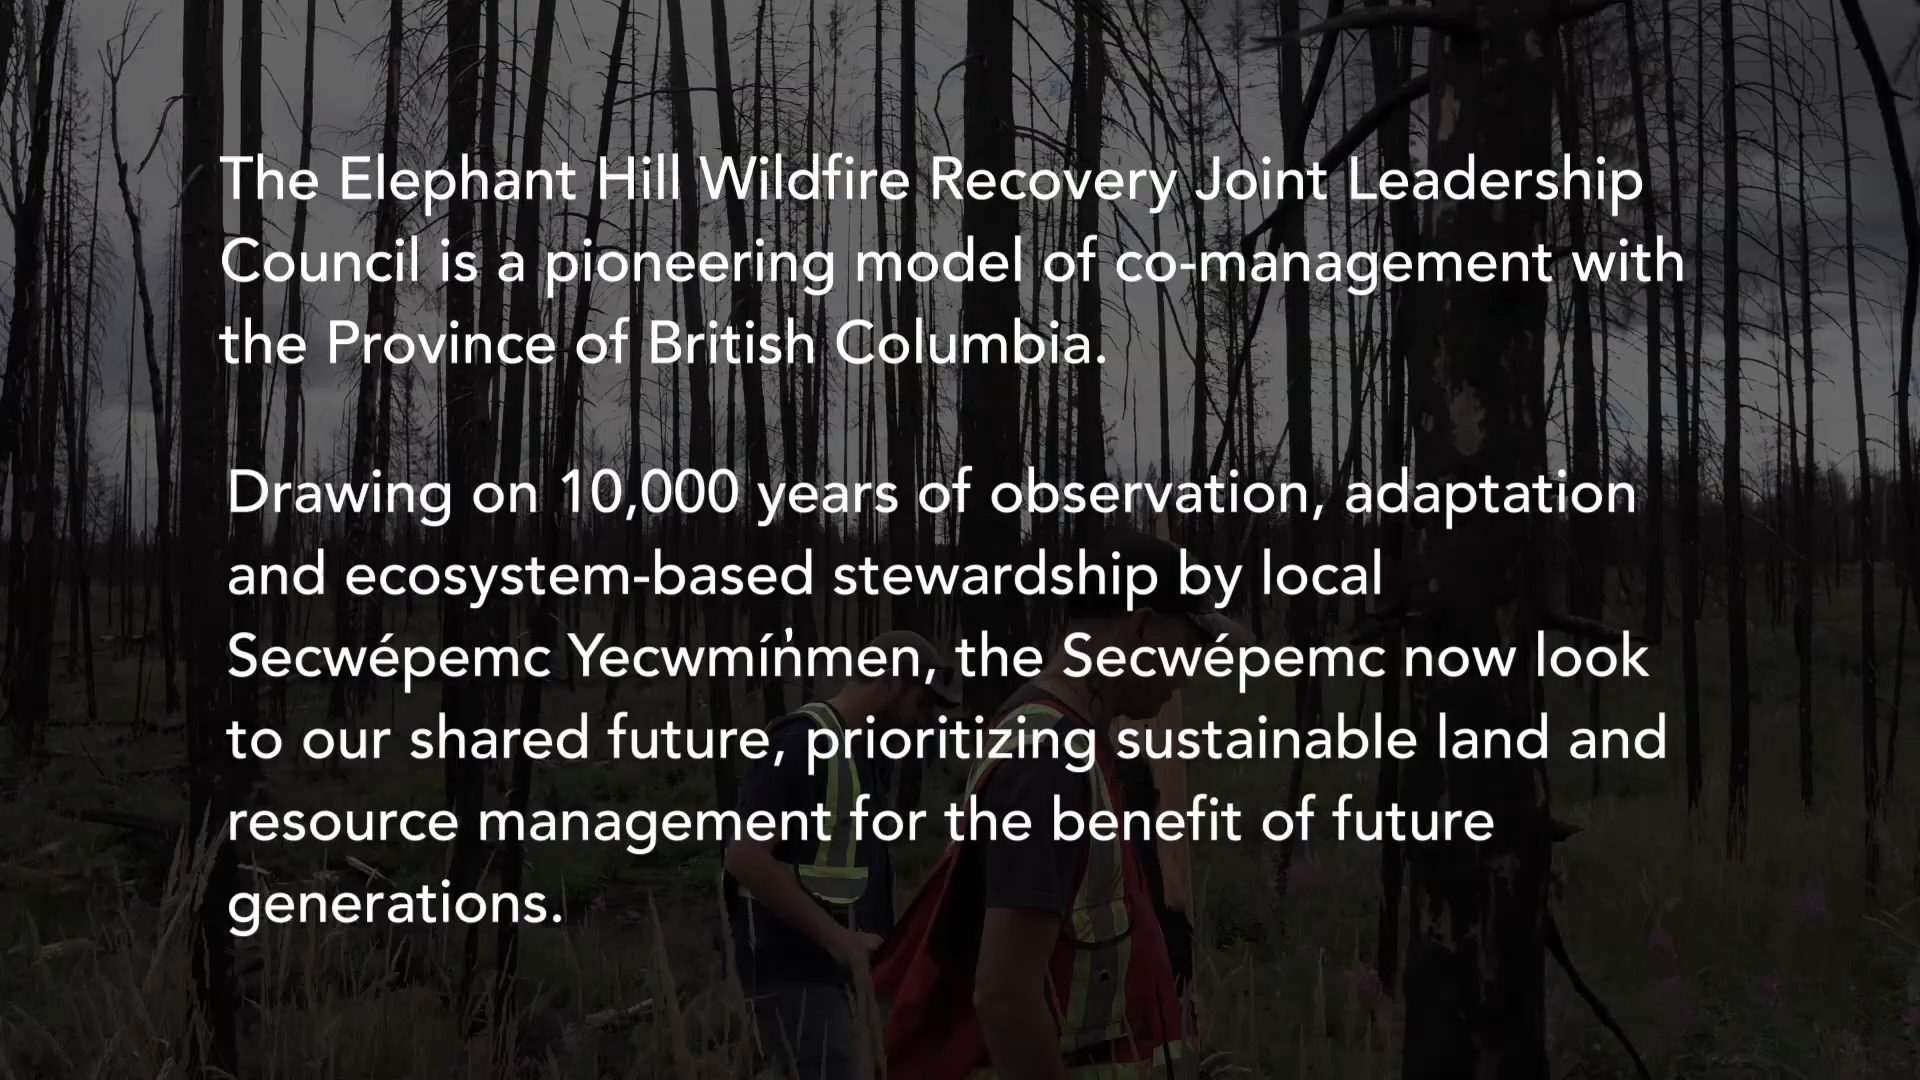 The Elephant Hill Wildfire Recovery Joint Leadership
Council is a pioneering model of co-management with
the Province of British Columbia.
Drawing on 10,000 years of observation, adaptation
and ecosystem-based stewardship by local
Secwépemc Yecwmín̓men, the Secwépemc now look
to our shared future, prioritizing sustainable land and
resource management for the benefit of future
generations.